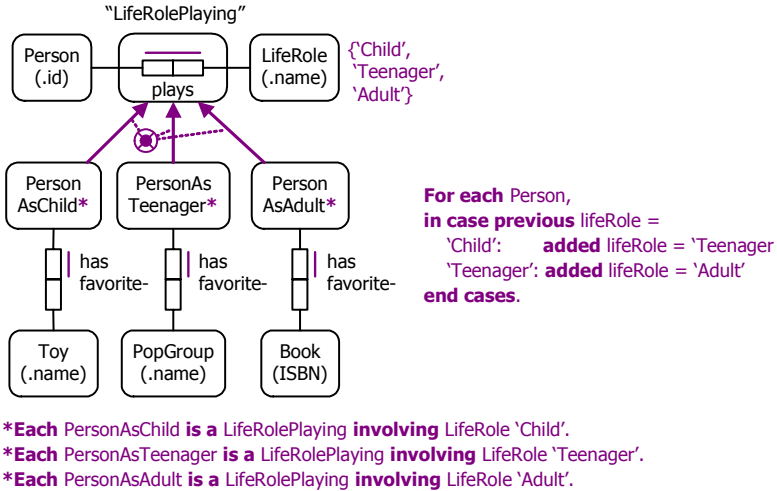 “LifeRolePlaying”
Person
(.id)
plays
LifeRole
(.name)
{‘Child’,
‘Teenager’,
‘Adult’}
Person
AsChild*
PersonAs
Teenager*
Person
AsAdult*
has
favorite-
has
favorite-
has
favorite-
Toy
(.name)
PopGroup
(.name)
Book
(ISBN)
For each Person,
in case previous lifeRole =
‘Child’: added lifeRole = ‘Teenager
‘Teenager’: added lifeRole = ‘Adult’
end cases.
*Each PersonAsChild is a LifeRolePlaying involving LifeRole ‘Child’.
*Each PersonAsTeenager is a LifeRolePlaying involving LifeRole ‘Teenager’.
*Each PersonAsAdult is a LifeRolePlaying involving LifeRole ‘Adult’.